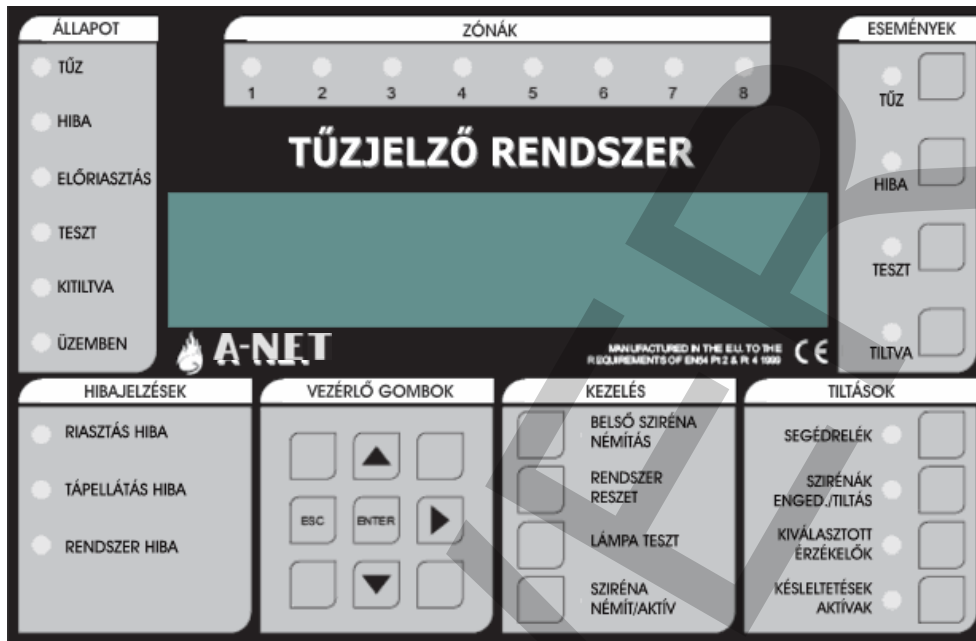 ÁLLAPOT
TŰZ
HIBA
ELŐRIASZTÁS
TESZT
KITILTVA
ÜZEMBEN
ZÓNÁK
1 2 3 4 5 6 7 8
TŰZJELZŐ RENDSZER
A-NET
MANUFACTURED IN THE E.U. TO THE
REQUIREMENTS OF EN54 Pt 2 & Pt 4 1999
CE
ESEMÉNYEK
TŰZ
HIBA
TESZT
TILTVA
HIBAJELZÉSEK
RIASZTÁS HIBA
TÁPELLÁTÁS HIBA
RENDSZER HIBA
VEZÉRLŐ GOMBOK
ESC ENTER
KEZELÉS
BELSŐ SZIRÉNA
NÉMÍTÁS
RENDSZER
RESZET
LÁMPA TESZT
SZIRÉNA
NÉMÍT/AKTÍV
TILTÁSOK
SEGÉDRELÉK
SZIRÉNÁK
ENGED./TILTÁS
KIVÁLASZTOTT
ÉRZÉKELŐK
KÉSLELTETÉSEK
AKTÍVAK